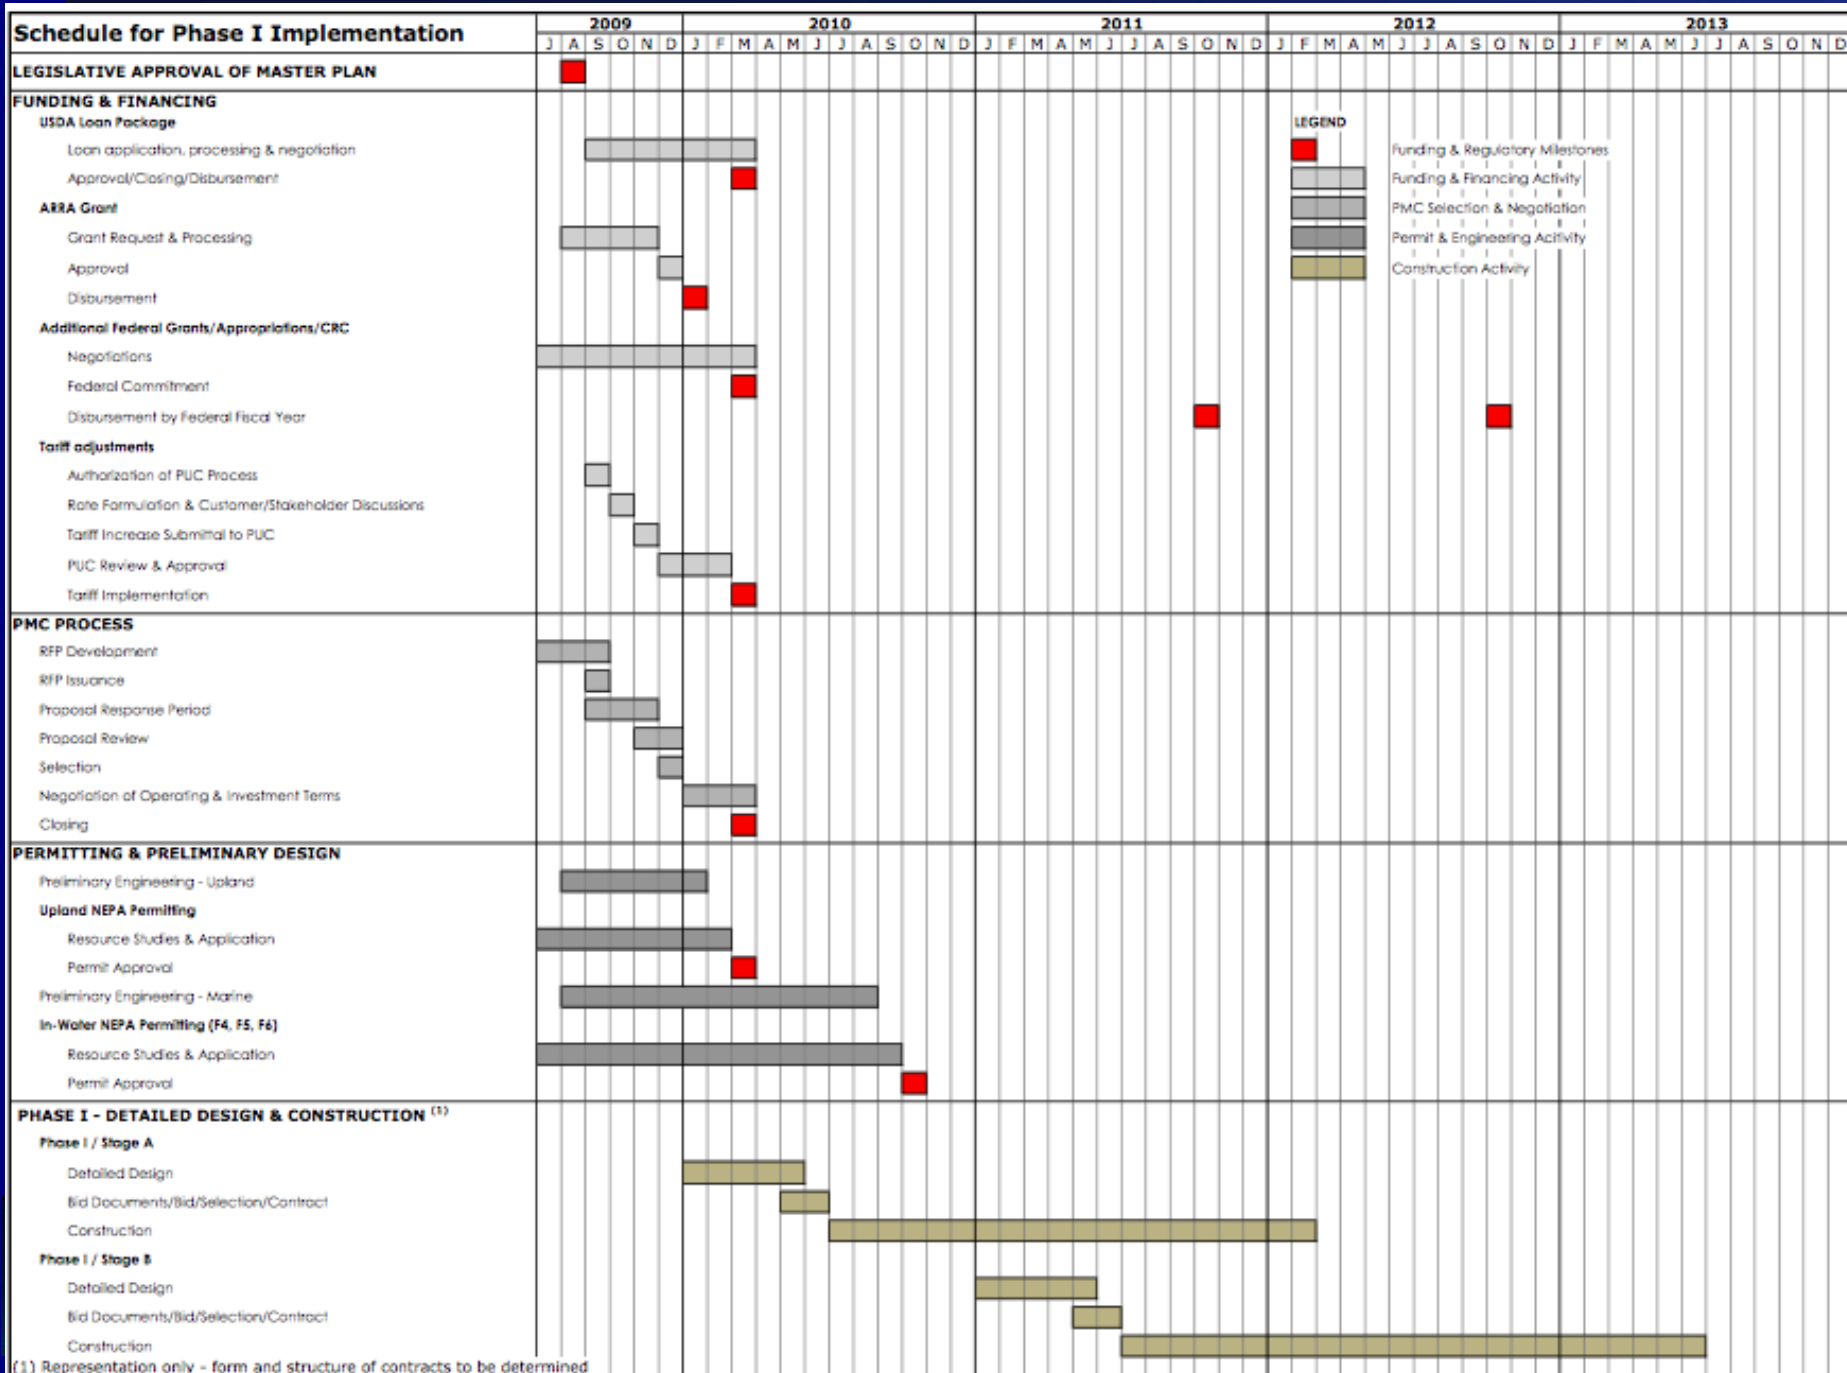 Schedule for Phase I Implementation
2009 2010 2011 2012 2013
J A S O N D J F M A M J J A S O N D J F M A M J J A S O N D J F M A M J J A S O N D J F M A M J J A S O N D
LEGISLATIVE APPROVAL OF MASTER PLAN
FUNDING & FINANCING
USDA Loan Package
LEGEND
Loan application, processing & negotiation
Funding & Regulatory Milestones
Approval/Closing/Disbursement
Funding & Financing Activity
ARRA Grant
PMC Selection & Negotiation
Grant Request & Processing
Permit & Engineering Acitivity
Approval
Construction Activity
Disbursement
Additional Federal Grants/Appropriations/CRC
Negotiations
Federal Commitment
Disbursement by Federal Fiscal Year
Tariff adjustments
Authorization of PUC Process
Rate Formulation & Customer/Stakeholder Discussions
Tariff Increase Submittal to PUC
PUC Review & Approval
Tariff Implementation
PMC PROCESS
RFP Development
RFP Issuance
Proposal Response Period
Proposal Review
Selection
Negotiation of Operating & Investment Terms
Closing
PERMITTING & PRELIMINARY DESIGN
Preliminary Engineering - Upland
Upland NEPA Permitting
Resource Studies & Application
Permit Approval
Preliminary Engineering - Marine
In-Water NEPA Permitting (F4, F5, F6)
Resource Studies & Application
Permit Approval
PHASE I - DETAILED DESIGN & CONSTRUCTION (1)
Phase I / Stage A
Detailed Design
Bid Documents/Bid/Selection/Contract
Construction
Phase I / Stage B
Detailed Design
Bid Documents/Bid/Selection/Contract
Construction
(1) Representation only - form and structure of contracts to be determined